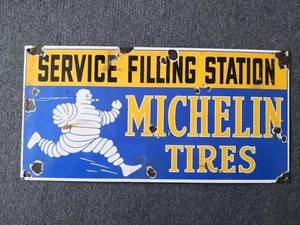 SERVICE FILLING STATION
MICHELIN
TIRES